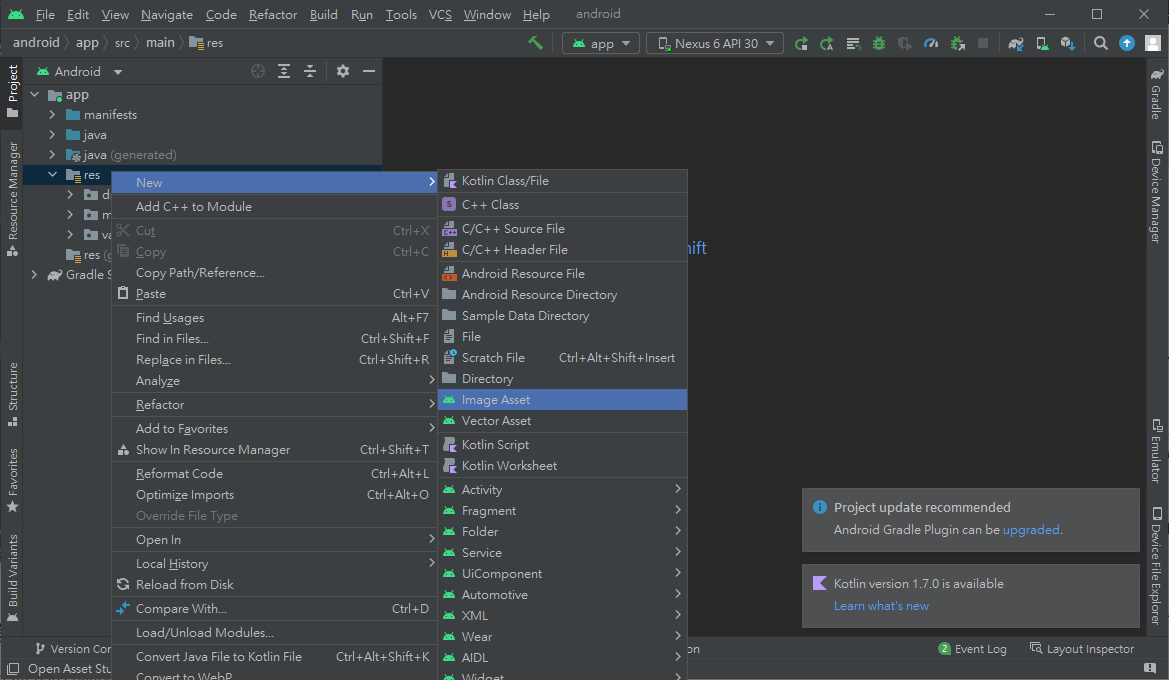 File Edit View Navigate Code Refactor Build Run Tools VCS Window Help android
android app src main res app Nexus 6 API 30
Project
Android
app
manifests
java
java (generated)
res
d
m
va
res (g
Gradle S
Resource Manager
Structure
Favorites
Build Variants
New
Add C++ to Module
Cut Ctrl+X
Copy Ctrl+C
Copy Path/Reference...
Paste Ctrl+V
Find Usages Alt+F7
Find in Files... Ctrl+Shift+F
Replace in Files... Ctrl+Shift+R
Analyze
Refactor
Add to Favorites
Show In Resource Manager Ctrl+Shift+T
Reformat Code Ctrl+Alt+L
Optimize Imports Ctrl+Alt+O
Override File Type
Open In
Local History
Reload from Disk
Compare With... Ctrl+D
Load/Unload Modules...
Convert Java File to Kotlin File Ctrl+Alt+Shift+K
Convert to WebP
Kotlin Class/File
C++ Class
C/C++ Source File
C/C++ Header File
Android Resource File
Android Resource Directory
Sample Data Directory
File
Scratch File Ctrl+Alt+Shift+Insert
Directory
Image Asset
Vector Asset
Kotlin Script
Kotlin Worksheet
Activity
Fragment
Folder
Service
UiComponent
Automotive
XML
Wear
AIDL
Widget
hift
Project update recommended
Android Gradle Plugin can be upgraded.
Kotlin version 1.7.0 is available
Learn what's new
Gradle
Device Manager
Emulator
Device File Explorer
Version Con
on
2 Event Log Layout Inspector
Open Asset Stu